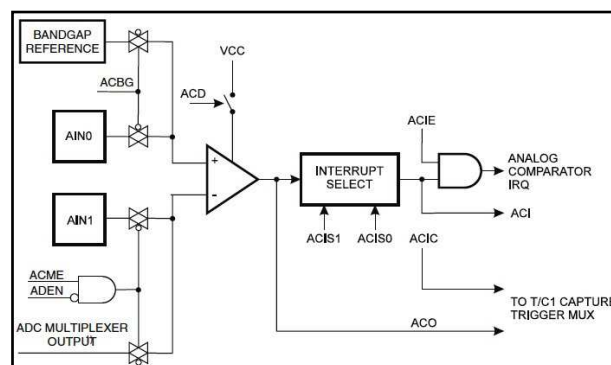 BANDGAP
REFERENCE
VCC
ACBG
ACD
AIN0
ACIE
+
-
INTERRUPT
SELECT
ANALOG
COMPARATOR
IRQ
AIN1
ACI
ACIS1
ACIS0
ACIC
ACME
ADEN
TO T/C1 CAPTURE
TRIGGER MUX
ADC MULTIPLEXER
OUTPUT
ACO